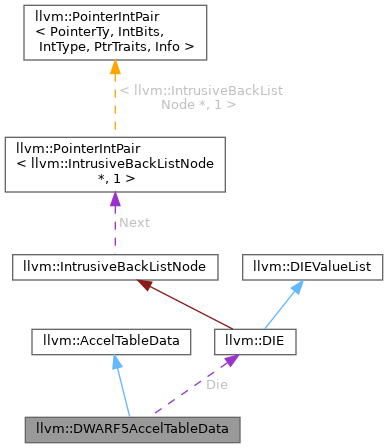 llvm::PointerIntPair
< PointerTy, IntBits,
IntType, PtrTraits, Info >
< llvm::IntrusiveBackList
Node *, 1 >
llvm::PointerIntPair
< llvm::IntrusiveBackListNode
*, 1 >
Next
llvm::IntrusiveBackListNode
llvm::DIEValueList
llvm::AccelTableData
llvm::DIE
Die
llvm::DWARF5AccelTableData